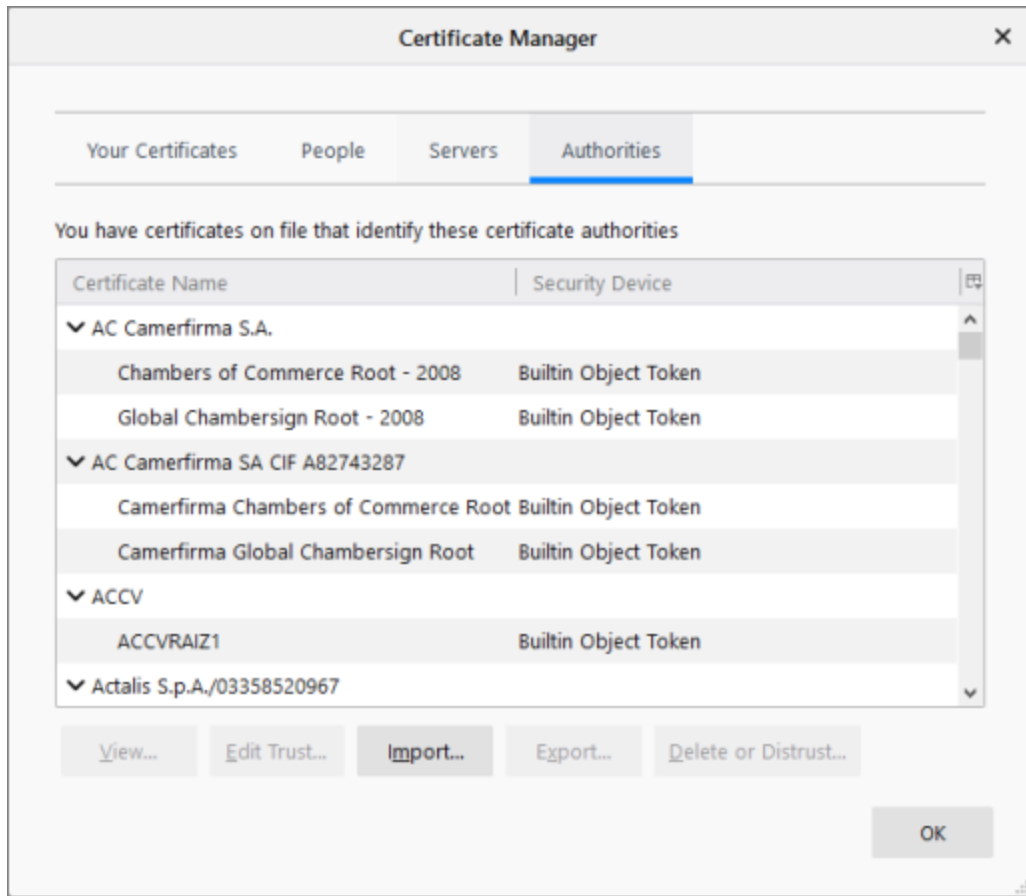 Certificate Manager
Your Certificates People Servers Authorities
You have certificates on file that identify these certificate authorities
Certificate Name Security Device
AC Camerfirma S.A.
Chambers of Commerce Root - 2008 Builtin Object Token
Global Chambersign Root - 2008 Builtin Object Token
AC Camerfirma SA CIF A82743287
Camerfirma Chambers of Commerce Root Builtin Object Token
Camerfirma Global Chambersign Root Builtin Object Token
ACCV
ACCVRAIZ1 Builtin Object Token
Actalis S.p.A./03358520967
View... Edit Trust... Import... Export... Delete or Distrust...
OK